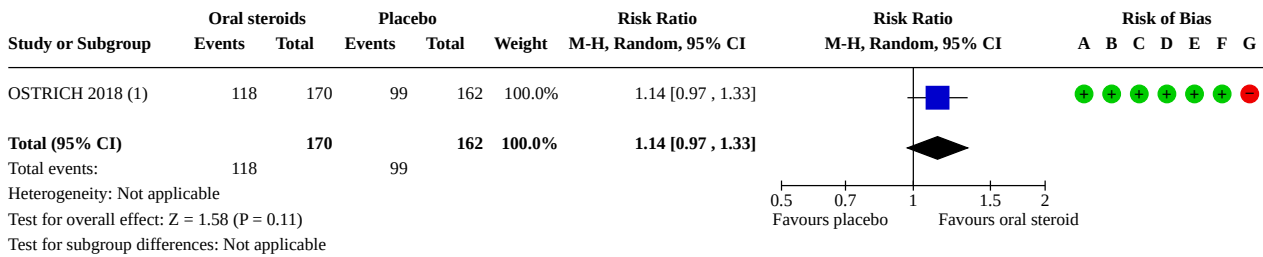 Oral steroids Placebo Risk Ratio Risk Ratio Risk of Bias
Study or Subgroup Events Total Events Total Weight M-H, Random, 95% CI M-H, Random, 95% CI A B C D E F G
OSTRICH 2018 (1) 118 170 99 162 100.0% 1.14 [0.97 , 1.33] + + + + + + −
Total (95% CI) 170 162 100.0% 1.14 [0.97 , 1.33]
Total events: 118 99
Heterogeneity: Not applicable
0.5 0.7 1 1.5 2
Test for overall effect: Z = 1.58 (P = 0.11) Favours placebo Favours oral steroid
Test for subgroup differences: Not applicable